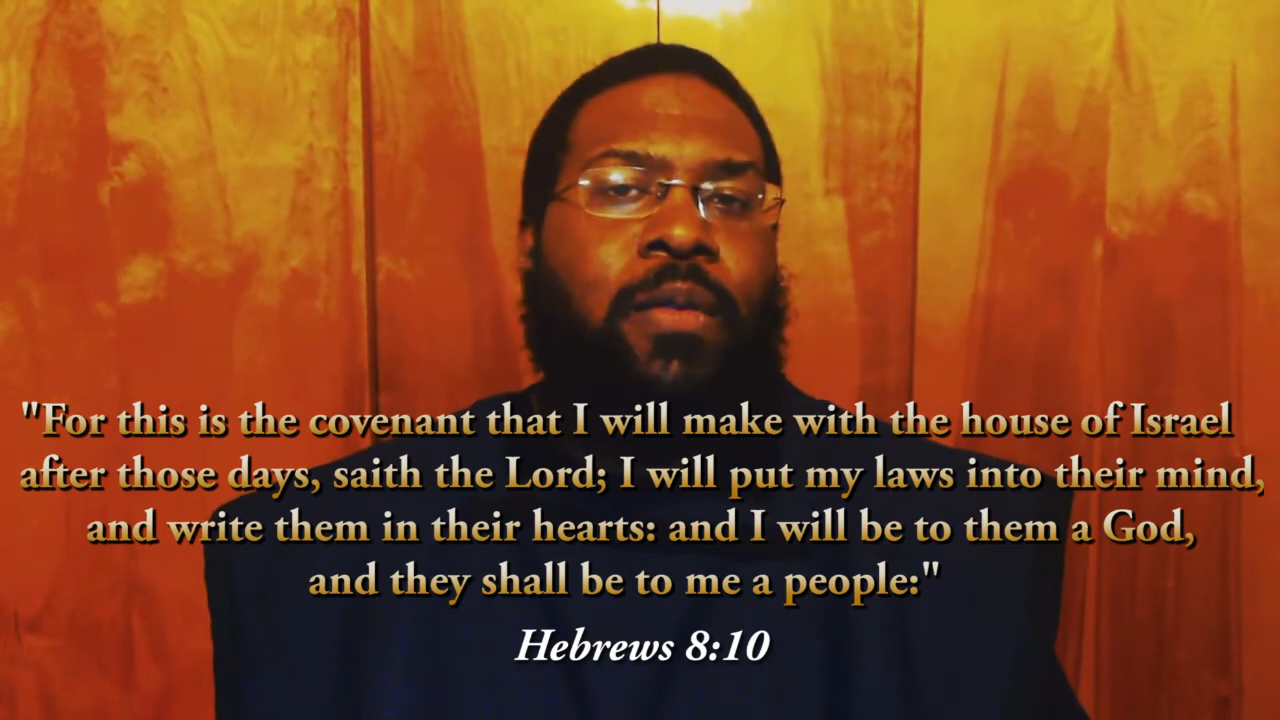 "For this is the covenant that I will make with the house of Israel
after those days, saith the Lord; I will put my laws into their mind,
and write them in their hearts: and I will be to them a God,
and they shall be to me a people:"
Hebrews 8:10